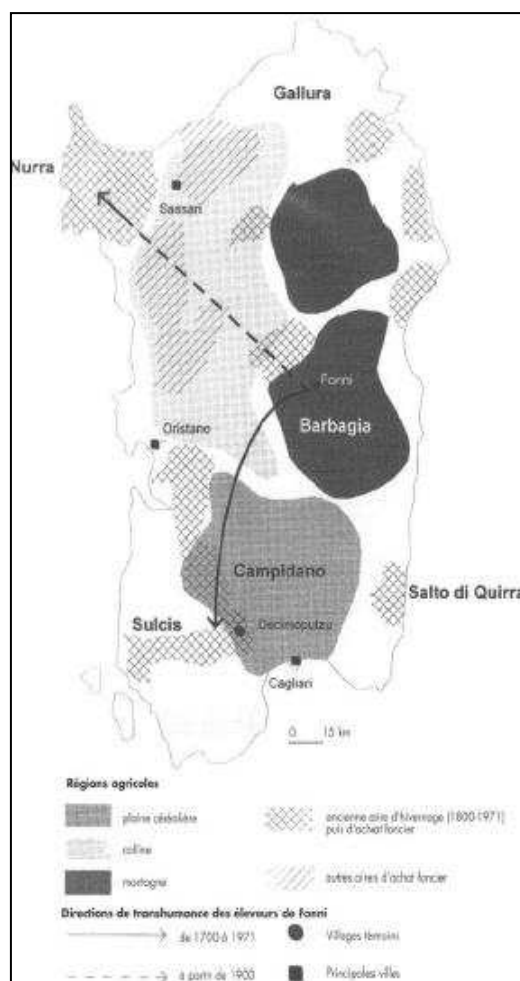 Gallura
Nurra
Sassari
Fonni
Barbagia
Oristano
Campidano
Salto di Quirra
Sulcis
Decimoputzu
Cagliari
0 15 km
Régions agricoles
plaine céréalière
colline
montagne
ancienne aire d'hivernage (1800-1971)
puis d'achat foncier
autres aires d'achat foncier
Directions de transhumance des éleveurs de Fonni
de 1700 à 1971
à partir de 1900
Villages témoins
Principales villes